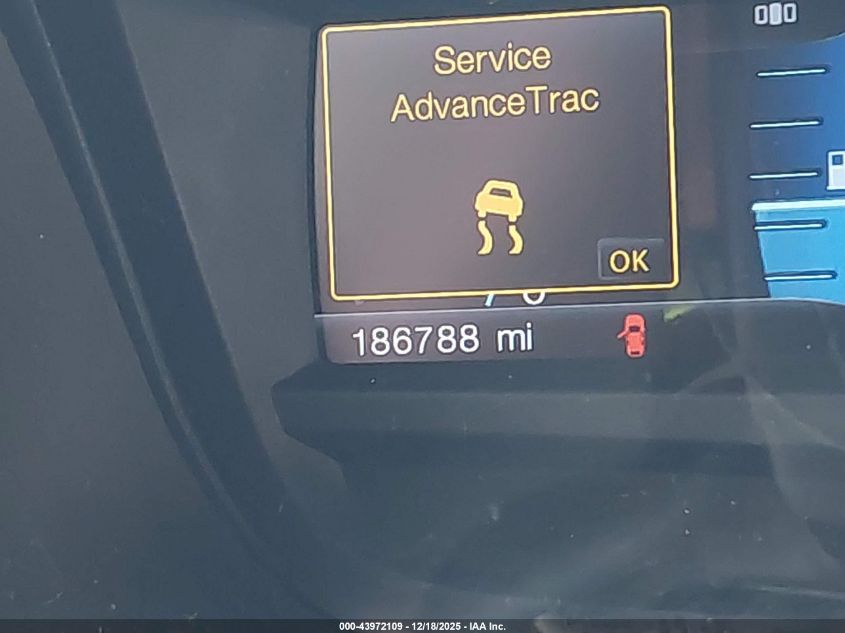 Service
AdvanceTrac
OK
186788 mi
000-43972109 - 12/18/2025 - IAA Inc.